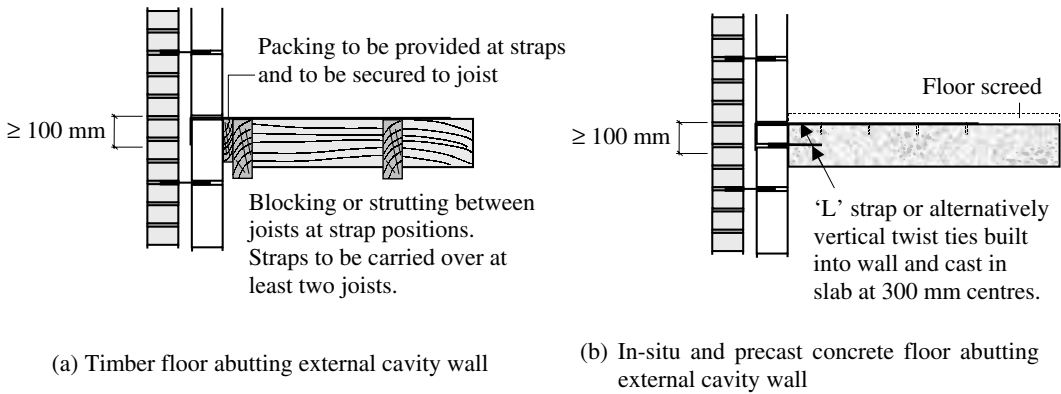 Packing to be provided at straps
and to be secured to joist
≥ 100 mm
Blocking or strutting between
joists at strap positions.
Straps to be carried over at
least two joists.
(a) Timber floor abutting external cavity wall
Floor screed
≥ 100 mm
‘L’ strap or alternatively
vertical twist ties built
into wall and cast in
slab at 300 mm centres.
(b) In-situ and precast concrete floor abutting
external cavity wall